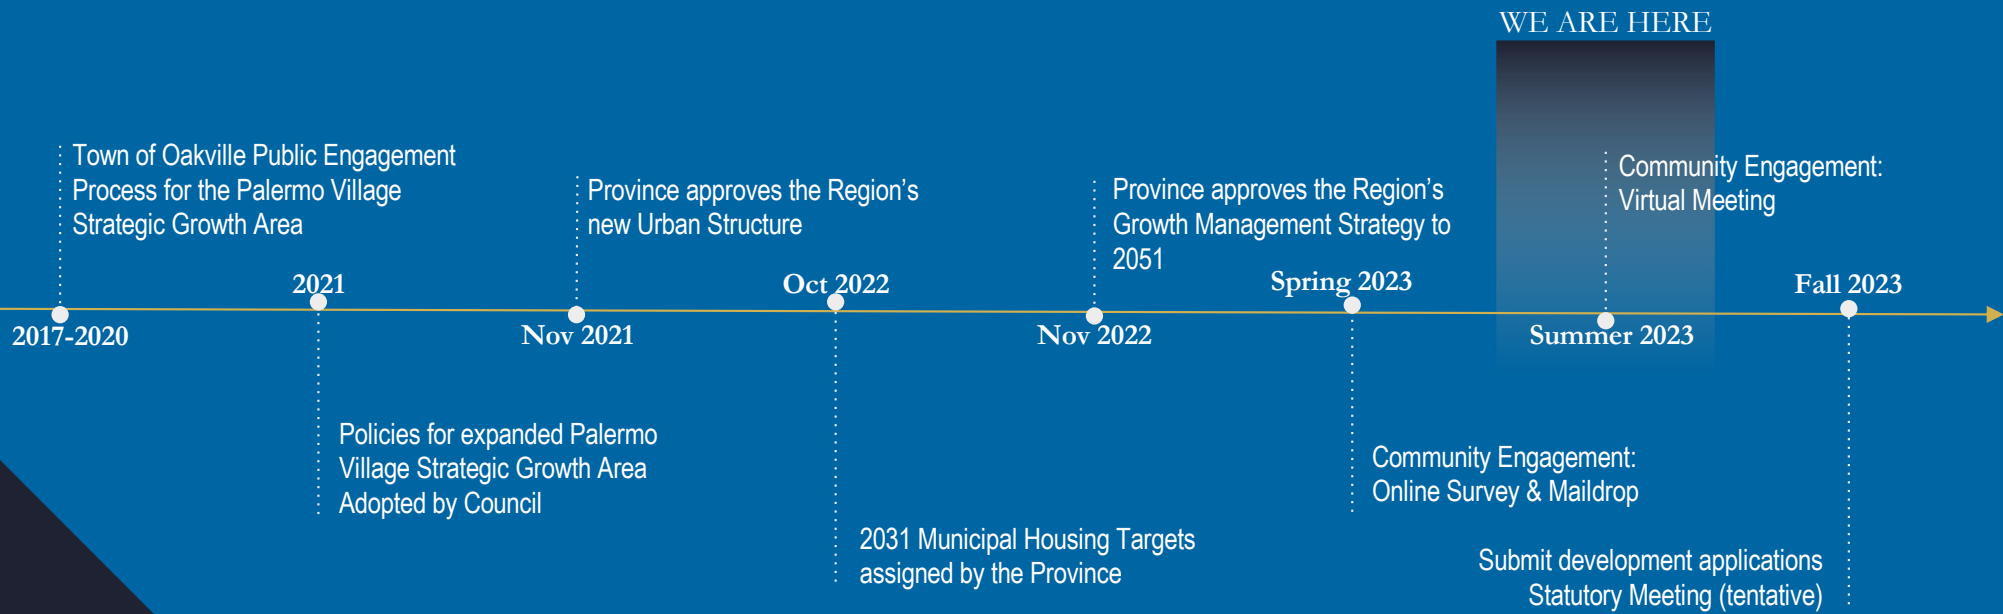 WE ARE HERE
Town of Oakville Public Engagement
Process for the Palermo Village
Strategic Growth Area
2017-2020
2021
Policies for expanded Palermo
Village Strategic Growth Area
Adopted by Council
Province approves the Region’s
new Urban Structure
Nov 2021
Oct 2022
2031 Municipal Housing Targets
assigned by the Province
Province approves the Region’s
Growth Management Strategy to
2051
Nov 2022
Spring 2023
Community Engagement:
Online Survey & Maildrop
Community Engagement:
Virtual Meeting
Summer 2023
Fall 2023
Submit development applications
Statutory Meeting (tentative)